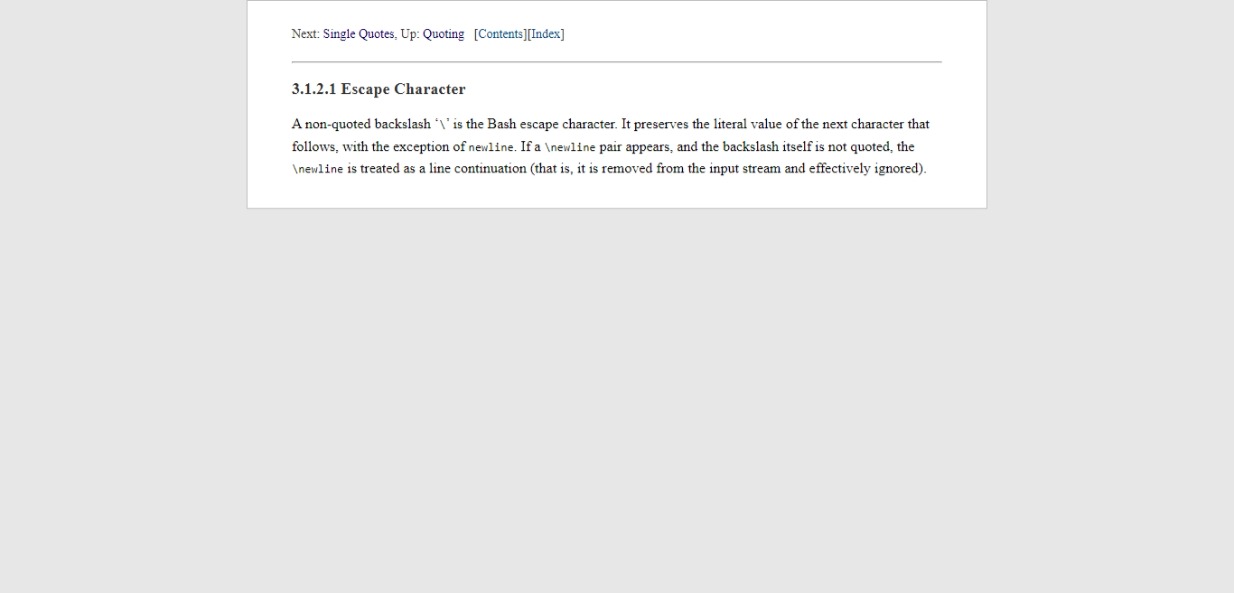 Next: Single Quotes, Up: Quoting [Contents][Index]
3.1.2.1 Escape Character
A non-quoted backslash ‘\’ is the Bash escape character. It preserves the literal value of the next character that
follows, with the exception of newline. If a \newline pair appears, and the backslash itself is not quoted, the
\newline is treated as a line continuation (that is, it is removed from the input stream and effectively ignored).